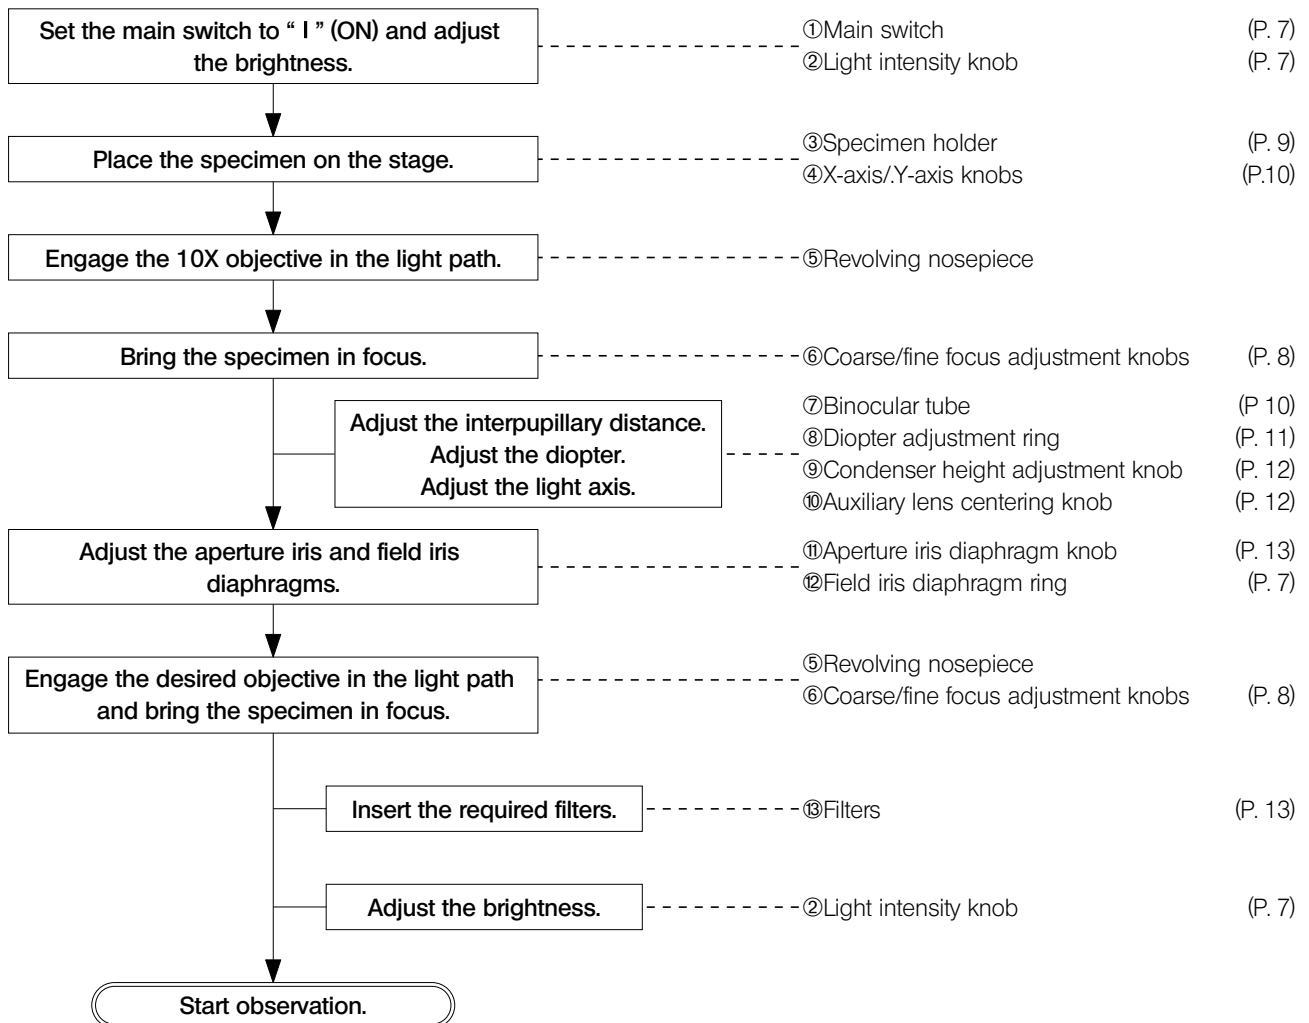 Set the main switch to “ I ” (ON) and adjust
the brightness.
①Main switch (P. 7)
②Light intensity knob (P. 7)
Place the specimen on the stage.
③Specimen holder (P. 9)
④X-axis/.Y-axis knobs (P.10)
Engage the 10X objective in the light path.
⑤Revolving nosepiece
Bring the specimen in focus.
⑥Coarse/fine focus adjustment knobs (P. 8)
Adjust the interpupillary distance.
Adjust the diopter.
Adjust the light axis.
⑦Binocular tube (P 10)
⑧Diopter adjustment ring (P. 11)
⑨Condenser height adjustment knob (P. 12)
⑩Auxiliary lens centering knob (P. 12)
Adjust the aperture iris and field iris
diaphragms.
⑪Aperture iris diaphragm knob (P. 13)
⑫Field iris diaphragm ring (P. 7)
Engage the desired objective in the light path
and bring the specimen in focus.
⑤Revolving nosepiece
⑥Coarse/fine focus adjustment knobs (P. 8)
Insert the required filters.
⑬Filters (P. 13)
Adjust the brightness.
②Light intensity knob (P. 7)
Start observation.